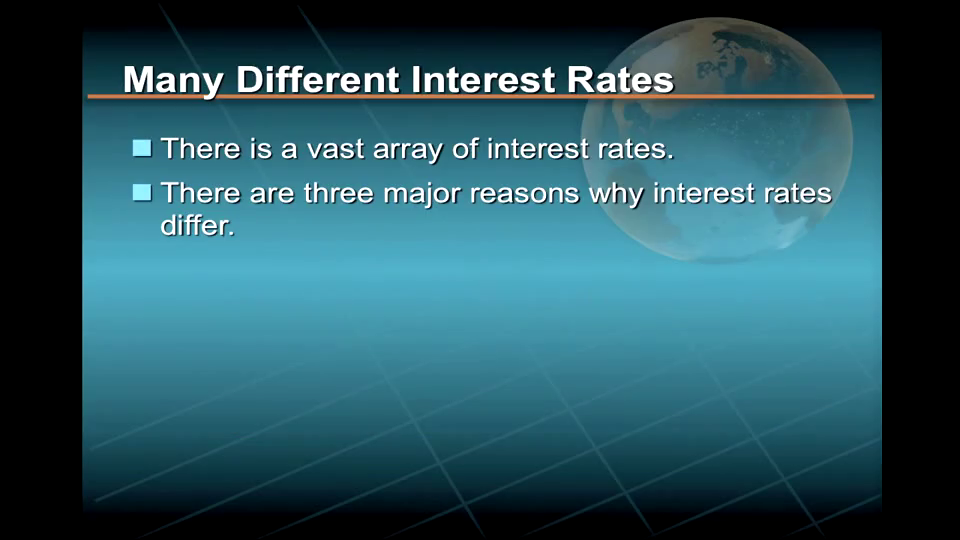 Many Different Interest Rates
There is a vast array of interest rates.
There are three major reasons why interest rates
differ.